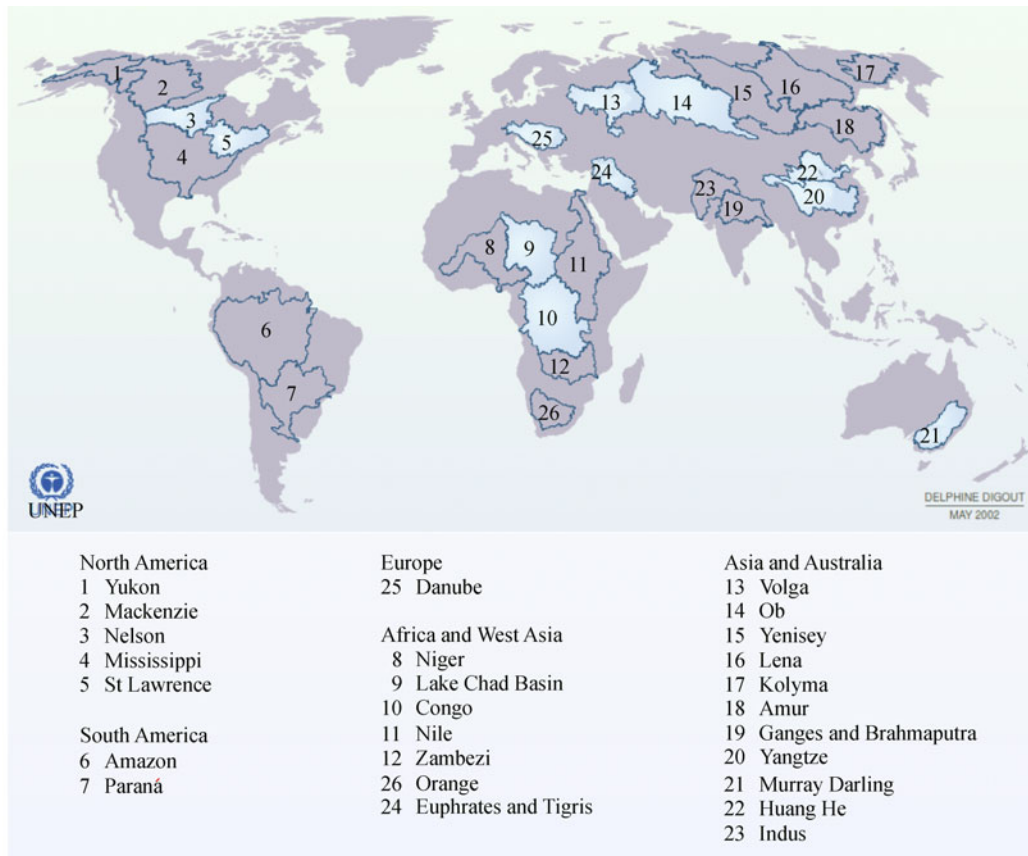 1
2
3
4
5
6
7
8
9
10
11
12
13
14
15
16
17
18
19
20
21
22
23
24
25
26
UNEP
DELPHINE DIGOUT
MAY 2002
North America
1 Yukon
2 Mackenzie
3 Nelson
4 Mississippi
5 St Lawrence
South America
6 Amazon
7 Paraná
Europe
25 Danube
Africa and West Asia
8 Niger
9 Lake Chad Basin
10 Congo
11 Nile
12 Zambezi
26 Orange
24 Euphrates and Tigris
Asia and Australia
13 Volga
14 Ob
15 Yenisey
16 Lena
17 Kolyma
18 Amur
19 Ganges and Brahmaputra
20 Yangtze
21 Murray Darling
22 Huang He
23 Indus